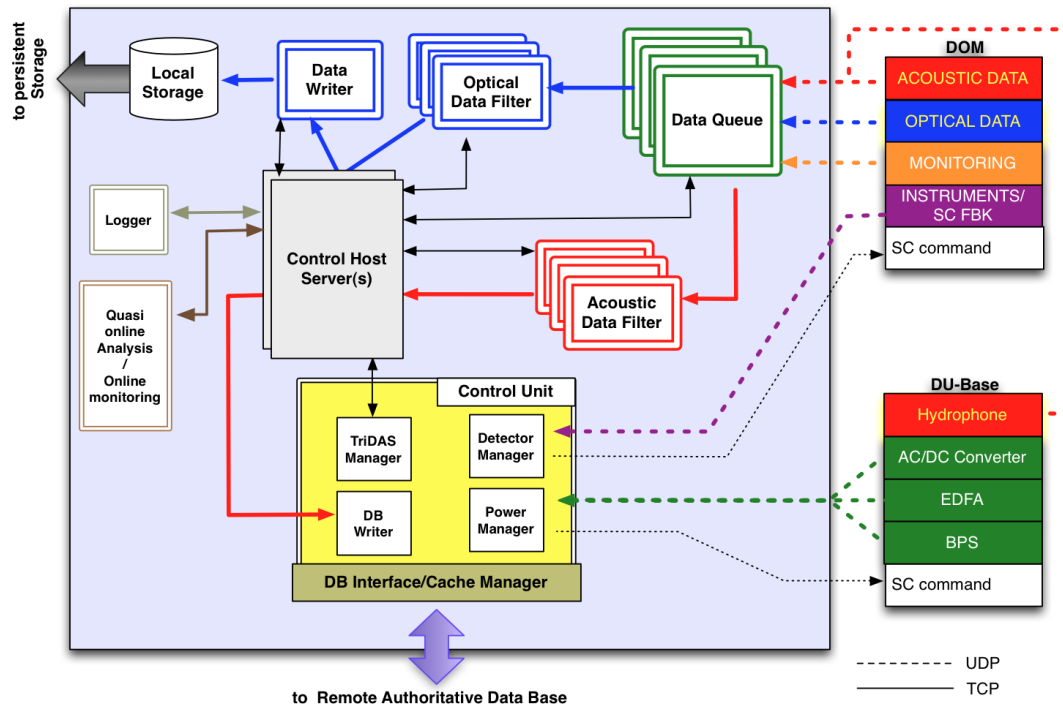 to persistent
Storage
Local
Storage
Data
Writer
Optical
Data Filter
Data Queue
DOM
ACOUSTIC DATA
OPTICAL DATA
MONITORING
INSTRUMENTS/
SC FBK
SC command
Logger
Control Host
Server(s)
Quasi
online
Analysis
/
Online
monitoring
Acoustic
Data Filter
Control Unit
TriDAS
Manager
Detector
Manager
DB
Writer
Power
Manager
DB Interface/Cache Manager
DU-Base
Hydrophone
AC/DC Converter
EDFA
BPS
SC command
to Remote Authoritative Data Base
UDP
TCP